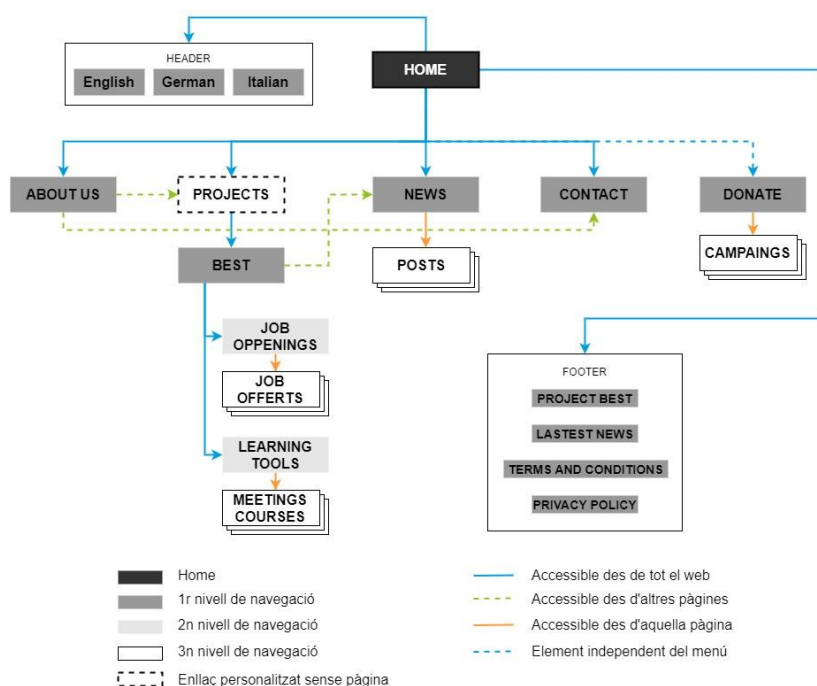 HEADER
English
German
Italian
HOME
ABOUT US
PROJECTS
NEWS
CONTACT
DONATE
BEST
POSTS
CAMPAINGS
JOB
OPPENINGS
JOB
OFFERTS
LEARNING
TOOLS
MEETINGS
COURSES
FOOTER
PROJECT BEST
LASTEST NEWS
TERMS AND CONDITIONS
PRIVACY POLICY
Home
1r nivell de navegació
2n nivell de navegació
3n nivell de navegació
Enllaç personalitzat sense pàgina
Accessible des de tot el web
Accessible des d'altres pàgines
Accessible des d'aquella pàgina
Element independent del menú